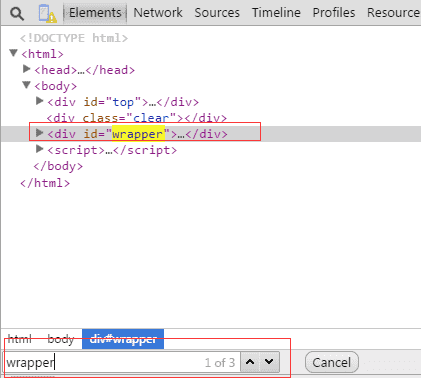 Elements Network Sources Timeline Profiles Resource
<!DOCTYPE html>
▼<html>
▶<head>…</head>
▼<body>
▶<div id="top">…</div>
<div class="clear"></div>
▶<div id="wrapper">…</div>
▶<script>…</script>
</body>
</html>
html body div#wrapper
wrapper 1 of 3 Cancel